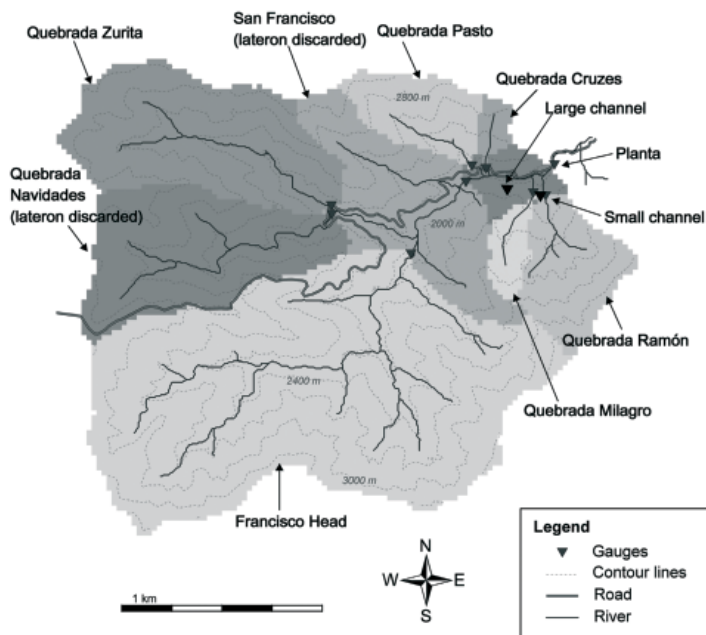 San Francisco
(lateron discarded)
Quebrada Pasto
Quebrada Zurita
Quebrada Cruzes
Large channel
2800 m
Planta
Quebrada
Navidades
(lateron discarded)
Small channel
2000 m
Quebrada Ramón
2400 m
Quebrada Milagro
3000 m
Francisco Head
Legend
Gauges
Contour lines
Road
River
N
W
E
S
1 km